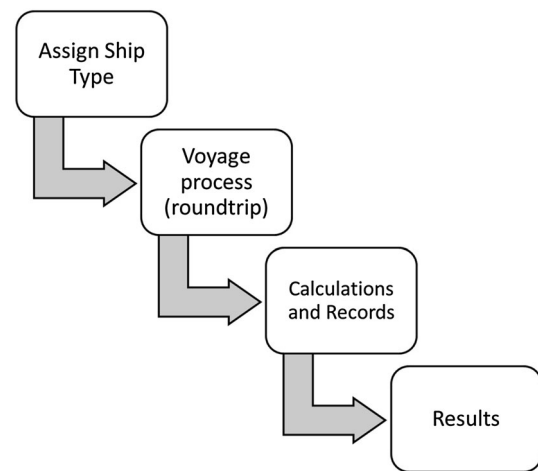 Assign Ship
Type
Voyage
process
(roundtrip)
Calculations
and Records
Results